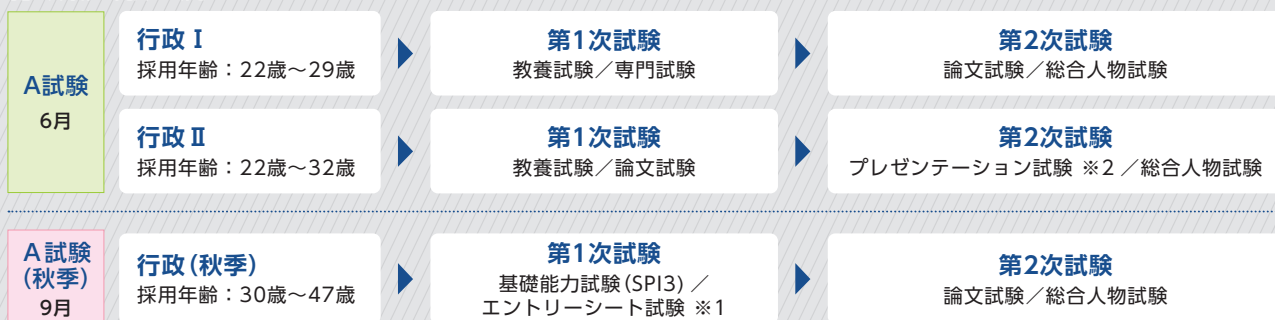 A試験
6月
行政 Ⅰ
採用年齢：22歳～29歳
第1次試験
教養試験／専門試験
第2次試験
論文試験／総合人物試験
行政 Ⅱ
採用年齢：22歳～32歳
第1次試験
教養試験／論文試験
第2次試験
プレゼンテーション試験 ※2 ／総合人物試験
A 試験
(秋季)
9月
行政 (秋季)
採用年齢：30歳～47歳
第1次試験
基礎能力試験(SPI3) ／
エントリーシート試験 ※1
第2次試験
論文試験／総合人物試験